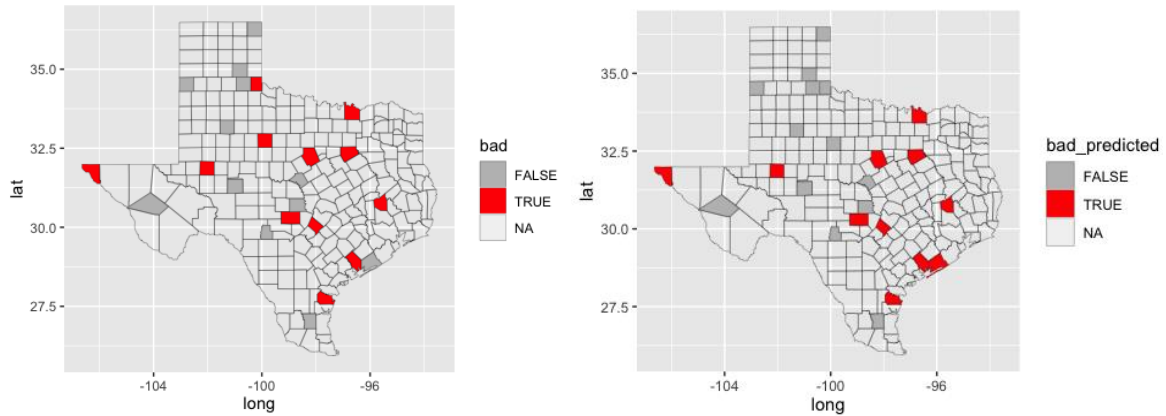 35.0
32.5
30.0
27.5
lat
-104
-100
-96
long
bad
FALSE
TRUE
NA
35.0
32.5
30.0
27.5
lat
-104
-100
-96
long
bad_predicted
FALSE
TRUE
NA